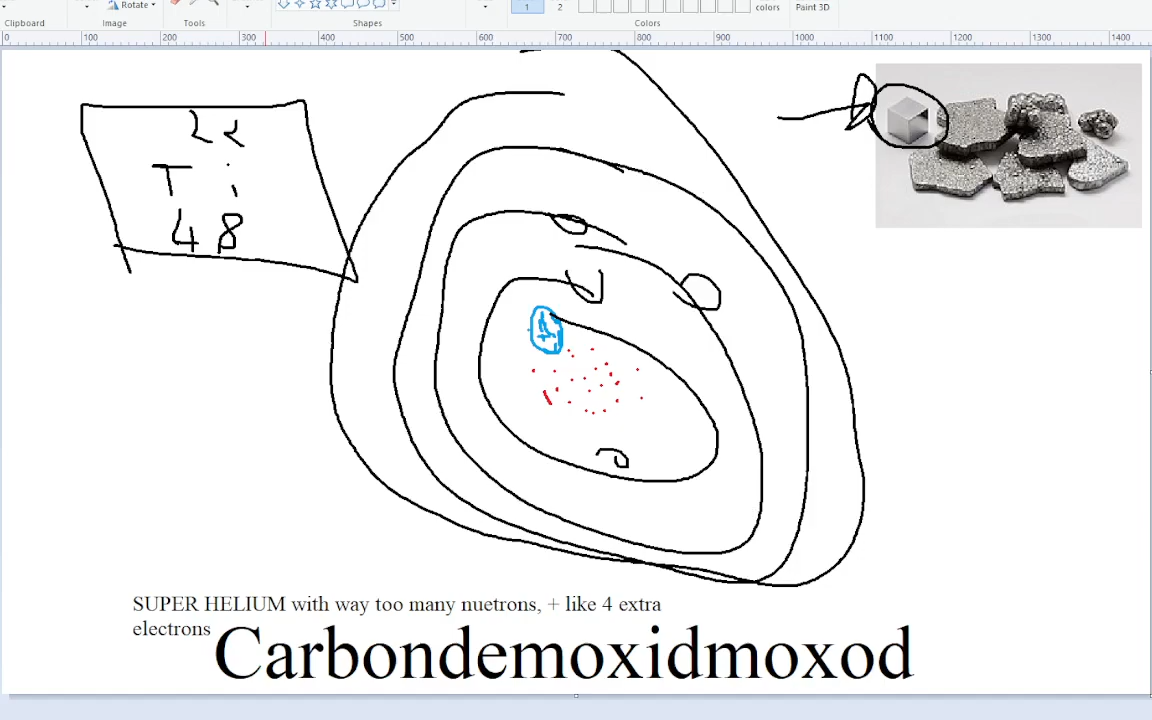 Rotate
Clipboard
Image
Tools
Shapes
1
2
colors
Colors
Paint 3D
0
100
200
300
400
500
600
700
800
900
1000
1100
1200
1300
1400
22
Ti
48
SUPER HELIUM with way too many nuetrons, + like 4 extra
electrons
Carbondemoxidmoxod